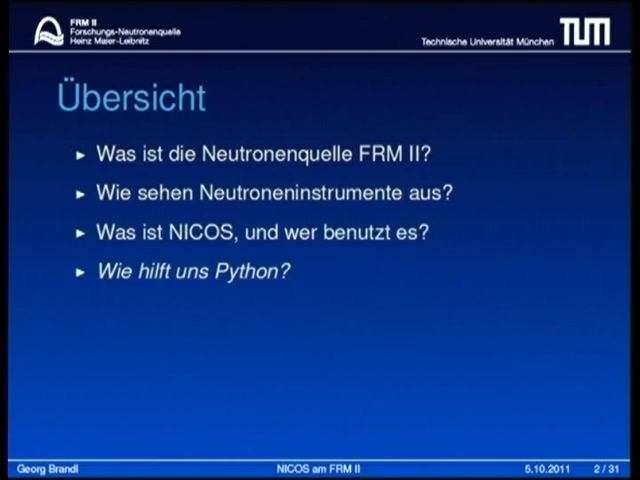 FRM II
Forschungs-Neutronenquelle
Heinz Maier-Leibnitz
Technische Universität München
TUM
Übersicht
Was ist die Neutronenquelle FRM II?
Wie sehen Neutroneninstrumente aus?
Was ist NICOS, und wer benutzt es?
Wie hilft uns Python?
Georg Brandl
NICOS am FRM II
5.10.2011
2 / 31